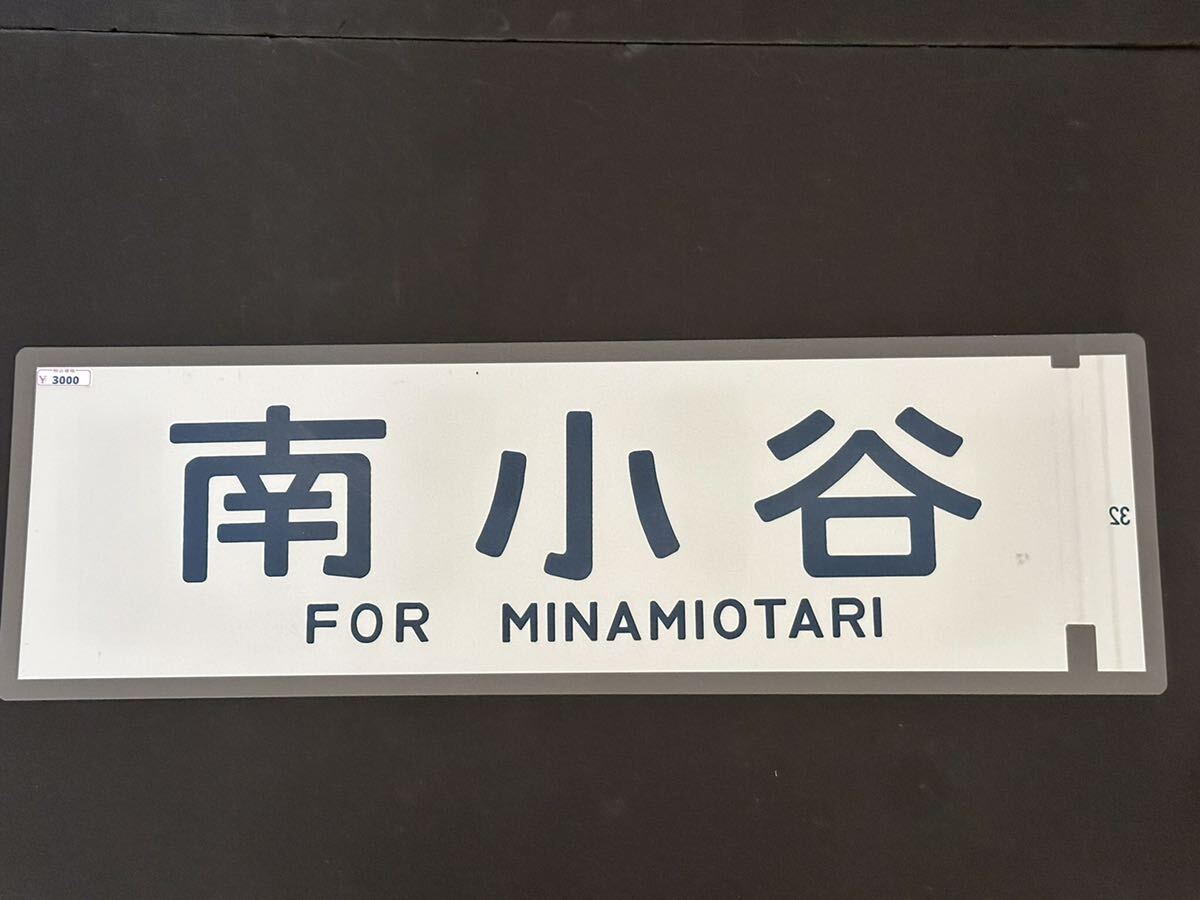 ¥ 3000
南小谷
FOR MINAMIOTARI
32